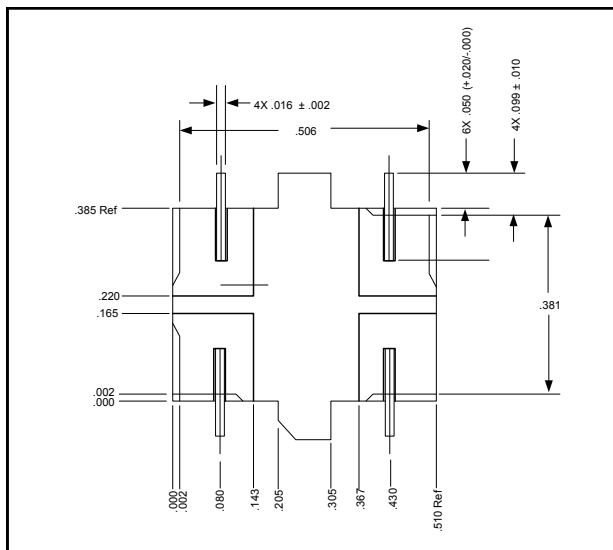 4X .016 ± .002
.506
6X .050 (+.020/-.000)
4X .099 ± .010
.385 Ref
.220
.165
.381
.002
.000
.000
.002
.080
.143
.205
.305
.367
.430
.510 Ref